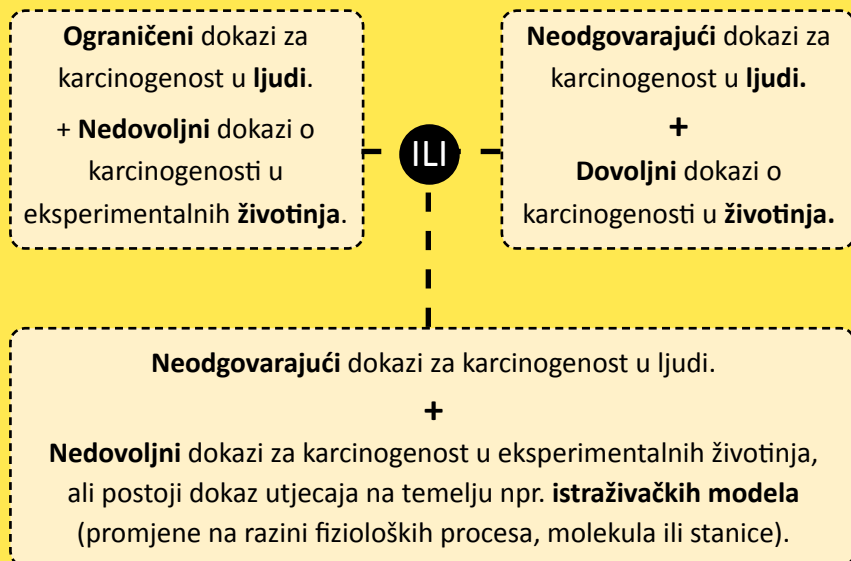 Ograničeni dokazi za
karcinogenost u ljudi.
+ Nedovoljni dokazi o
karcinogenosti u
eksperimentalnih životinja.
ILI
Neodgovarajući dokazi za
karcinogenost u ljudi.
+
Dovoljni dokazi o
karcinogenosti u životinja.
Neodgovarajući dokazi za karcinogenost u ljudi.
+
Nedovoljni dokazi za karcinogenost u eksperimentalnih životinja,
ali postoji dokaz utjecaja na temelju npr. istraživačkih modela
(promjene na razini fizioloških procesa, molekula ili stanice).